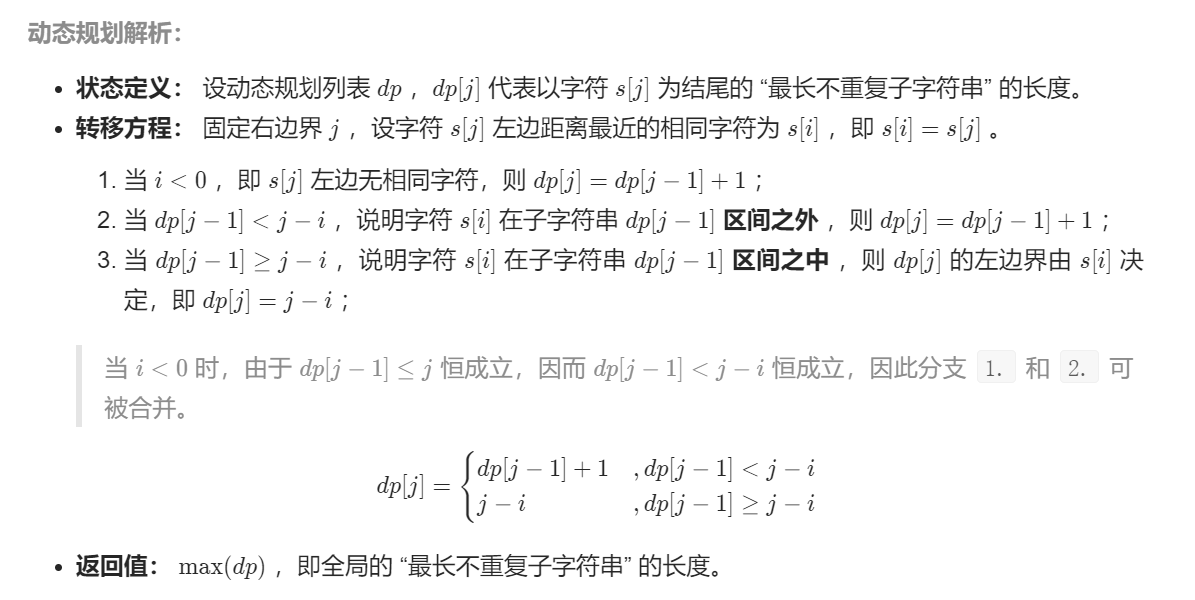 动态规划解析：
• 状态定义： 设动态规划列表 dp ，dp[j] 代表以字符 s[j] 为结尾的 “最长不重复子字符串” 的长度。
• 转移方程： 固定右边界 j ，设字符 s[j] 左边距离最近的相同字符为 s[i] ，即 s[i] = s[j] 。
1. 当 i < 0 ，即 s[j] 左边无相同字符，则 dp[j] = dp[j − 1] + 1 ；
2. 当 dp[j − 1] < j − i ，说明字符 s[i] 在子字符串 dp[j − 1] 区间之外 ，则 dp[j] = dp[j − 1] + 1 ；
3. 当 dp[j − 1] ≥ j − i ，说明字符 s[i] 在子字符串 dp[j − 1] 区间之中 ，则 dp[j] 的左边界由 s[i] 决
定，即 dp[j] = j − i ；
当 i < 0 时，由于 dp[j − 1] ≤ j 恒成立，因而 dp[j − 1] < j − i 恒成立，因此分支 1. 和 2. 可
被合并。
dp[j] = { dp[j − 1] + 1 , dp[j − 1] < j − i
j − i , dp[j − 1] ≥ j − i
• 返回值： max(dp) ，即全局的 “最长不重复子字符串” 的长度。